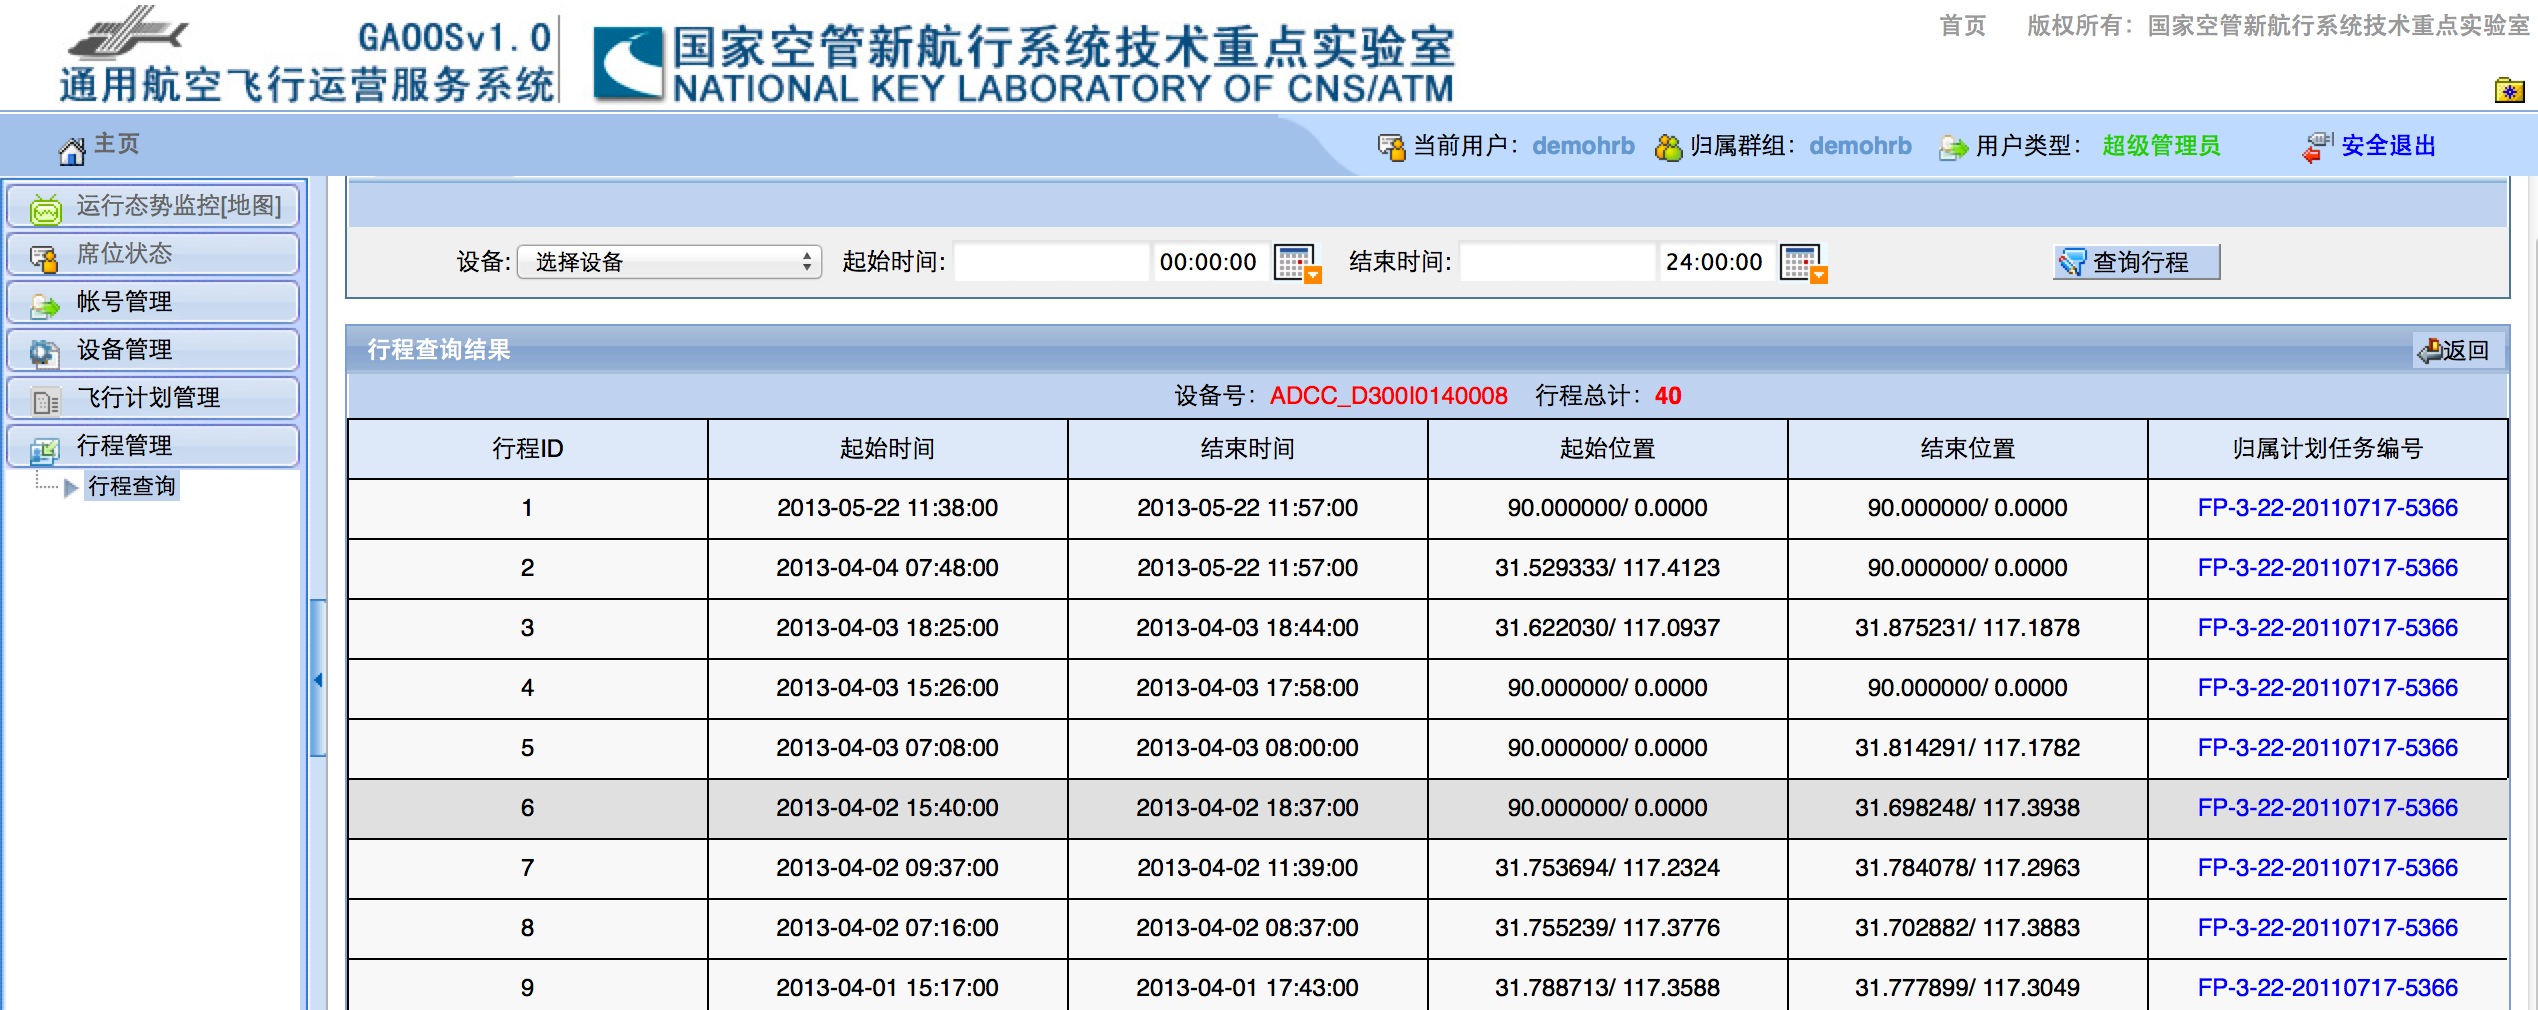 GAOOSv1.0
通用航空飞行运营服务系统
国家空管新航行系统技术重点实验室
NATIONAL KEY LABORATORY OF CNS/ATM
首页 版权所有：国家空管新航行系统技术重点实验室
主页
当前用户： demohrb 归属群组： demohrb 用户类型： 超级管理员 安全退出
运行态势监控[地图]
席位状态
帐号管理
设备管理
飞行计划管理
行程管理
行程查询
设备: 选择设备 起始时间: 00:00:00 结束时间: 24:00:00 查询行程
行程查询结果 返回
设备号： ADCC_D300I0140008 行程总计： 40
行程ID 起始时间 结束时间 起始位置 结束位置 归属计划任务编号
1 2013-05-22 11:38:00 2013-05-22 11:57:00 90.000000/ 0.0000 90.000000/ 0.0000 FP-3-22-20110717-5366
2 2013-04-04 07:48:00 2013-05-22 11:57:00 31.529333/ 117.4123 90.000000/ 0.0000 FP-3-22-20110717-5366
3 2013-04-03 18:25:00 2013-04-03 18:44:00 31.622030/ 117.0937 31.875231/ 117.1878 FP-3-22-20110717-5366
4 2013-04-03 15:26:00 2013-04-03 17:58:00 90.000000/ 0.0000 90.000000/ 0.0000 FP-3-22-20110717-5366
5 2013-04-03 07:08:00 2013-04-03 08:00:00 90.000000/ 0.0000 31.814291/ 117.1782 FP-3-22-20110717-5366
6 2013-04-02 15:40:00 2013-04-02 18:37:00 90.000000/ 0.0000 31.698248/ 117.3938 FP-3-22-20110717-5366
7 2013-04-02 09:37:00 2013-04-02 11:39:00 31.753694/ 117.2324 31.784078/ 117.2963 FP-3-22-20110717-5366
8 2013-04-02 07:16:00 2013-04-02 08:37:00 31.755239/ 117.3776 31.702882/ 117.3883 FP-3-22-20110717-5366
9 2013-04-01 15:17:00 2013-04-01 17:43:00 31.788713/ 117.3588 31.777899/ 117.3049 FP-3-22-20110717-5366